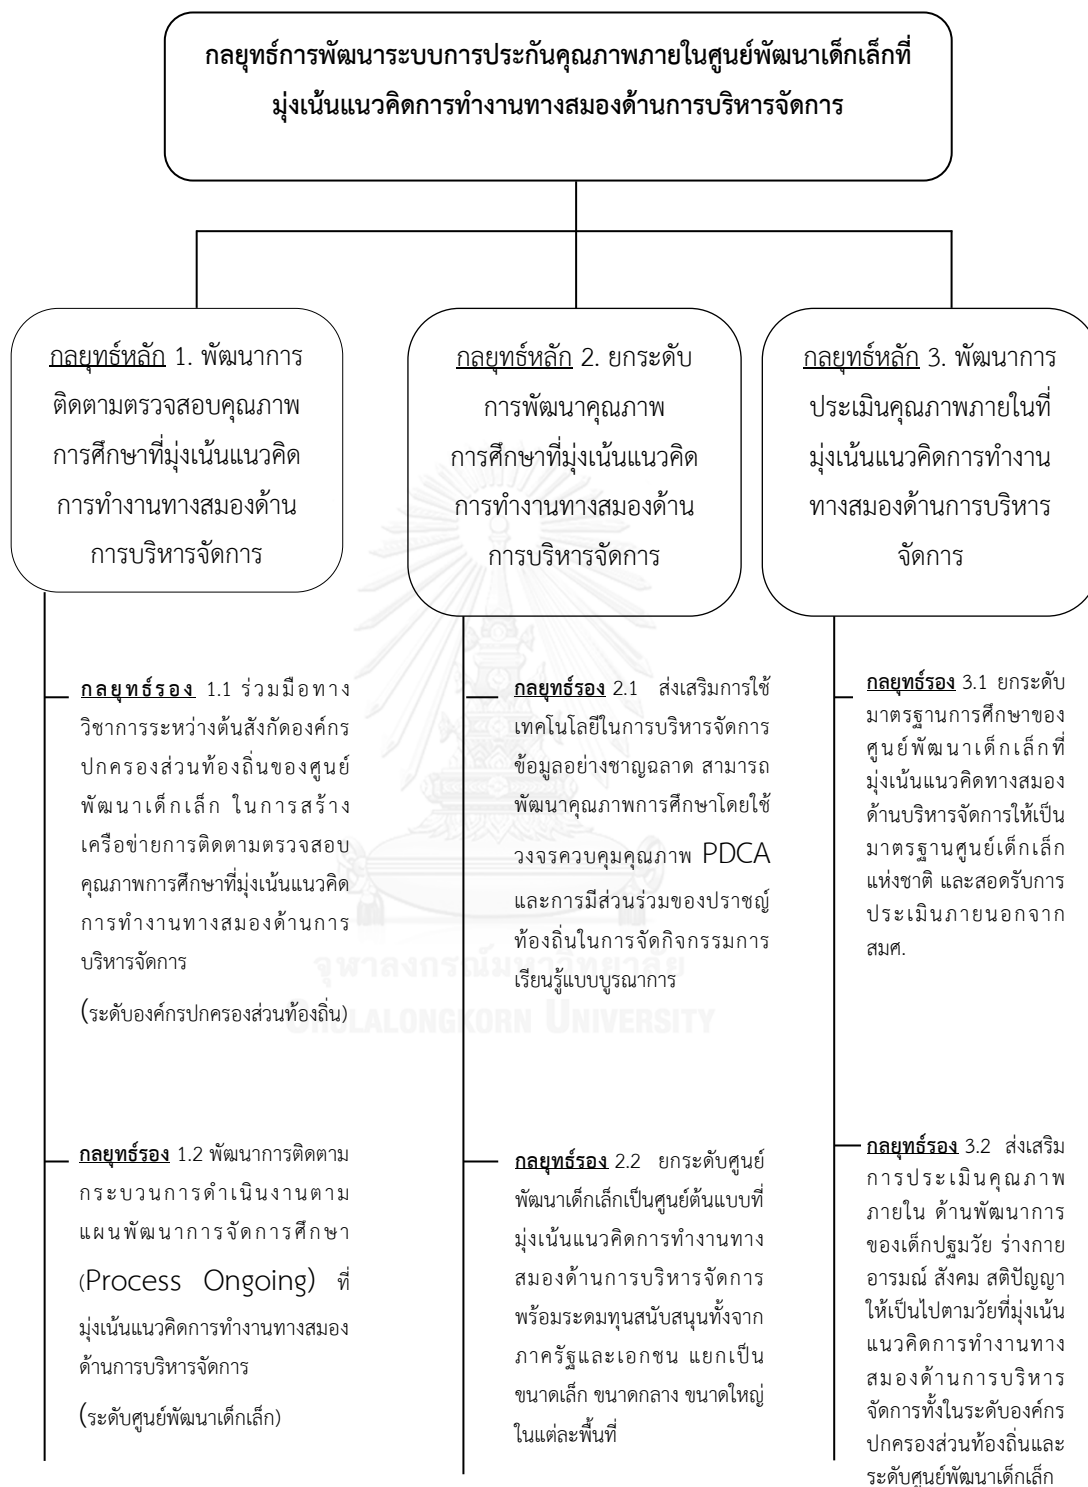 กลยุทธ์การพัฒนาระบบการประกันคุณภาพภายในศูนย์พัฒนาเด็กเล็กที่
มุ่งเน้นแนวคิดการทำงานทางสมองด้านการบริหารจัดการ
กลยุทธ์หลัก 1. พัฒนาการ
ติดตามตรวจสอบคุณภาพ
การศึกษาที่มุ่งเน้นแนวคิด
การทำงานทางสมองด้าน
การบริหารจัดการ
กลยุทธ์รอง 1.1 ร่วมมือทาง
วิชาการระหว่างต้นสังกัดองค์กร
ปกครองส่วนท้องถิ่นของศูนย์
พัฒนาเด็กเล็ก ในการสร้าง
เครือข่ายการติดตามตรวจสอบ
คุณภาพการศึกษาที่มุ่งเน้นแนวคิด
การทำงานทางสมองด้านการ
บริหารจัดการ
(ระดับองค์กรปกครองส่วนท้องถิ่น)
กลยุทธ์รอง 1.2 พัฒนาการติดตาม
กระบวนการดำเนินงานตาม
แผนพัฒนาการจัดการศึกษา
(Process Ongoing) ที่
มุ่งเน้นแนวคิดการทำงานทางสมอง
ด้านการบริหารจัดการ
(ระดับศูนย์พัฒนาเด็กเล็ก)
กลยุทธ์หลัก 2. ยกระดับ
การพัฒนาคุณภาพ
การศึกษาที่มุ่งเน้นแนวคิด
การทำงานทางสมองด้าน
การบริหารจัดการ
กลยุทธ์รอง 2.1 ส่งเสริมการใช้
เทคโนโลยีในการบริหารจัดการ
ข้อมูลอย่างชาญฉลาด สามารถ
พัฒนาคุณภาพการศึกษาโดยใช้
วงจรควบคุมคุณภาพ PDCA
และการมีส่วนร่วมของปราชญ์
ท้องถิ่นในการจัดกิจกรรมการ
เรียนรู้แบบบูรณาการ
กลยุทธ์รอง 2.2 ยกระดับศูนย์
พัฒนาเด็กเล็กเป็นศูนย์ต้นแบบที่
มุ่งเน้นแนวคิดการทำงานทาง
สมองด้านการบริหารจัดการ
พร้อมระดมทุนสนับสนุนทั้งจาก
ภาครัฐและเอกชน แยกเป็น
ขนาดเล็ก ขนาดกลาง ขนาดใหญ่
ในแต่ละพื้นที่
กลยุทธ์หลัก 3. พัฒนาการ
ประเมินคุณภาพภายในที่
มุ่งเน้นแนวคิดการทำงาน
ทางสมองด้านการบริหาร
จัดการ
กลยุทธ์รอง 3.1 ยกระดับ
มาตรฐานการศึกษาของ
ศูนย์พัฒนาเด็กเล็กที่
มุ่งเน้นแนวคิดทางสมอง
ด้านบริหารจัดการให้เป็น
มาตรฐานศูนย์เด็กเล็ก
แห่งชาติ และสอดรับการ
ประเมินภายนอกจาก
สมศ.
กลยุทธ์รอง 3.2 ส่งเสริม
การประเมินคุณภาพ
ภายใน ด้านพัฒนาการ
ของเด็กปฐมวัย ร่างกาย
อารมณ์ สังคม สติปัญญา
ให้เป็นไปตามวัยที่มุ่งเน้น
แนวคิดการทำงานทาง
สมองด้านการบริหาร
จัดการทั้งในระดับองค์กร
ปกครองส่วนท้องถิ่นและ
ระดับศูนย์พัฒนาเด็กเล็ก
จุฬาลงกรณ์มหาวิทยาลัย
CHULALONGKORN UNIVERSITY